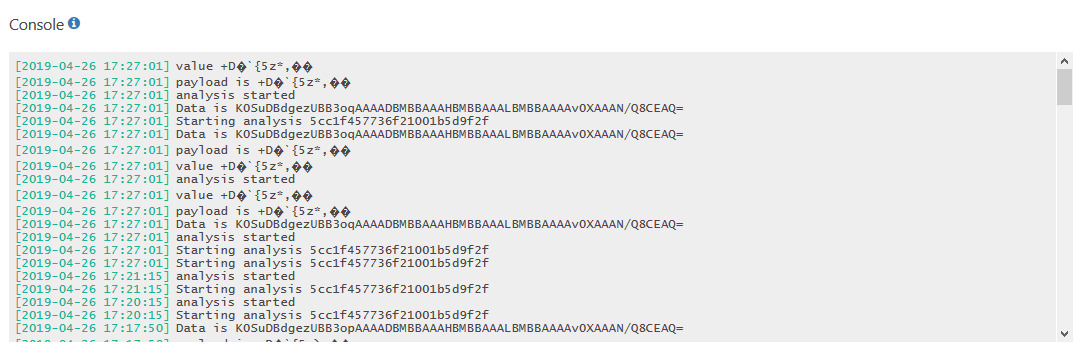 Console
[2019-04-26 17:27:01] value +D�`{5z*,��
[2019-04-26 17:27:01] payload is +D�`{5z*,��
[2019-04-26 17:27:01] analysis started
[2019-04-26 17:27:01] Data is KOSuDBdgezUBB3oqAAAADBMBBAAAHBMBBAAALBMBBAAAAvOXAAAN/Q8CEAQ=
[2019-04-26 17:27:01] Starting analysis 5cc1f457736f21001b5d9f2f
[2019-04-26 17:27:01] Data is KOSuDBdgezUBB3oqAAAADBMBBAAAHBMBBAAALBMBBAAAAvOXAAAN/Q8CEAQ=
[2019-04-26 17:27:01] payload is +D�`{5z*,��
[2019-04-26 17:27:01] value +D�`{5z*,��
[2019-04-26 17:27:01] analysis started
[2019-04-26 17:27:01] value +D�`{5z*,��
[2019-04-26 17:27:01] payload is +D�`{5z*,��
[2019-04-26 17:27:01] Data is KOSuDBdgezUBB3oqAAAADBMBBAAAHBMBBAAALBMBBAAAAvOXAAAN/Q8CEAQ=
[2019-04-26 17:27:01] analysis started
[2019-04-26 17:27:01] Starting analysis 5cc1f457736f21001b5d9f2f
[2019-04-26 17:27:01] Starting analysis 5cc1f457736f21001b5d9f2f
[2019-04-26 17:21:15] analysis started
[2019-04-26 17:21:15] Starting analysis 5cc1f457736f21001b5d9f2f
[2019-04-26 17:20:15] analysis started
[2019-04-26 17:20:15] Starting analysis 5cc1f457736f21001b5d9f2f
[2019-04-26 17:17:50] Data is KOSuDBdgezUBB3opAAAADBMBBAAAHBMBBAAALBMBBAAAAvOXAAAN/Q8CEAQ=